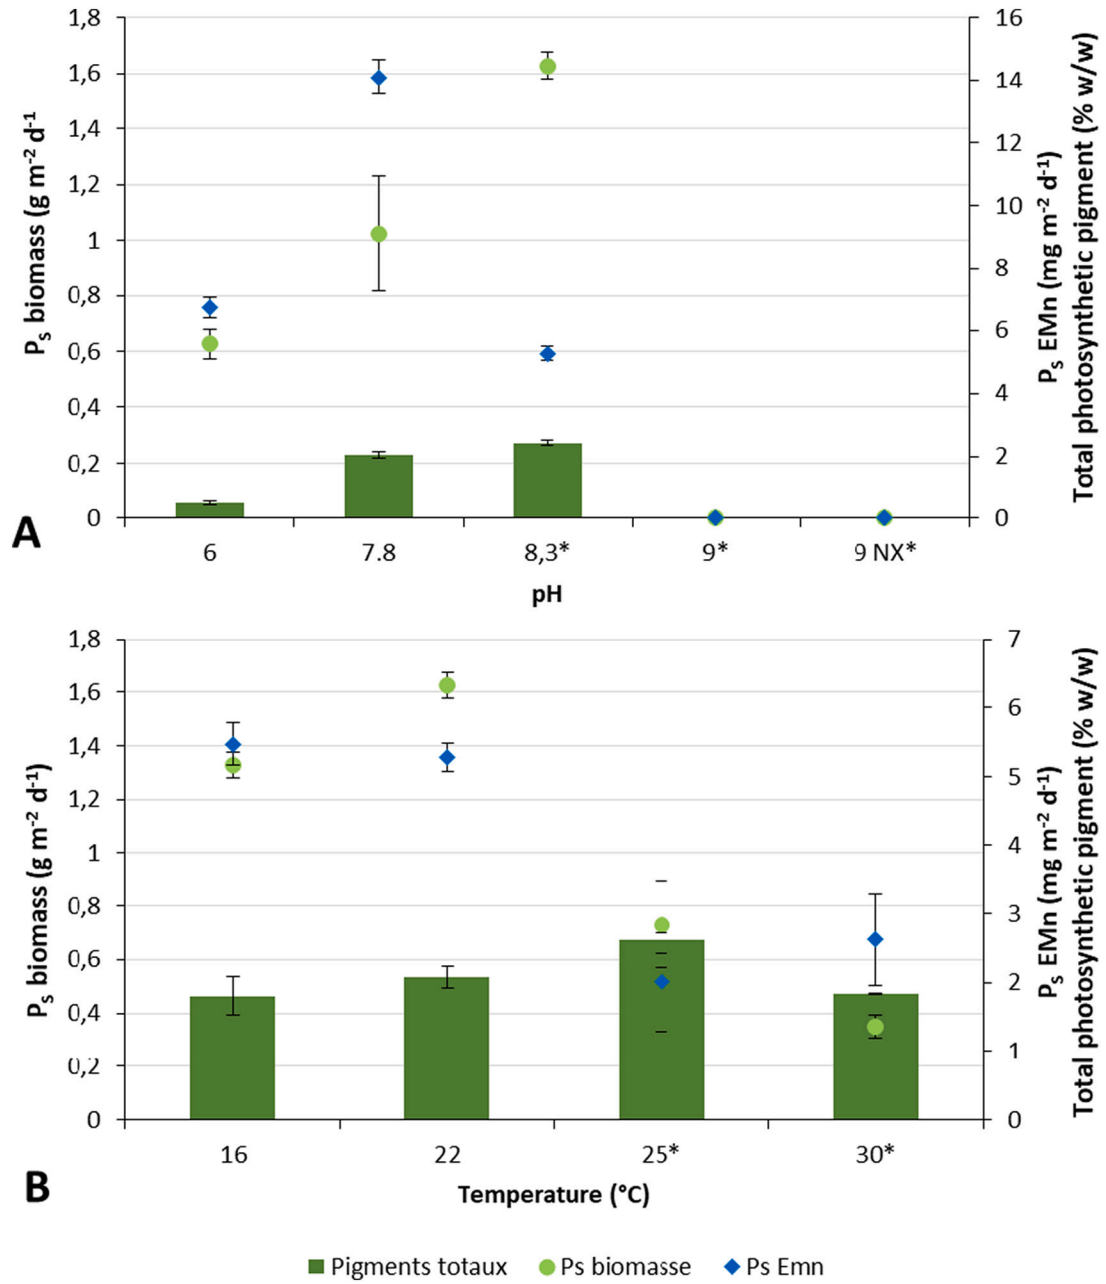 1,8
1,6
1,4
1,2
1
0,8
0,6
0,4
0,2
0
Pₛ biomass (g m⁻² d⁻¹)
16
14
12
10
8
6
4
2
0
Pₛ EMn (mg m⁻² d⁻¹)
Total photosynthetic pigment (% w/w)
6 7.8 8,3* 9* 9 NX*
pH
A
1,8
1,6
1,4
1,2
1
0,8
0,6
0,4
0,2
0
Pₛ biomass (g m⁻² d⁻¹)
7
6
5
4
3
2
1
0
Pₛ EMn (mg m⁻² d⁻¹)
Total photosynthetic pigment (% w/w)
16 22 25* 30*
Temperature (°C)
B
Pigments totaux Ps biomasse Ps Emn